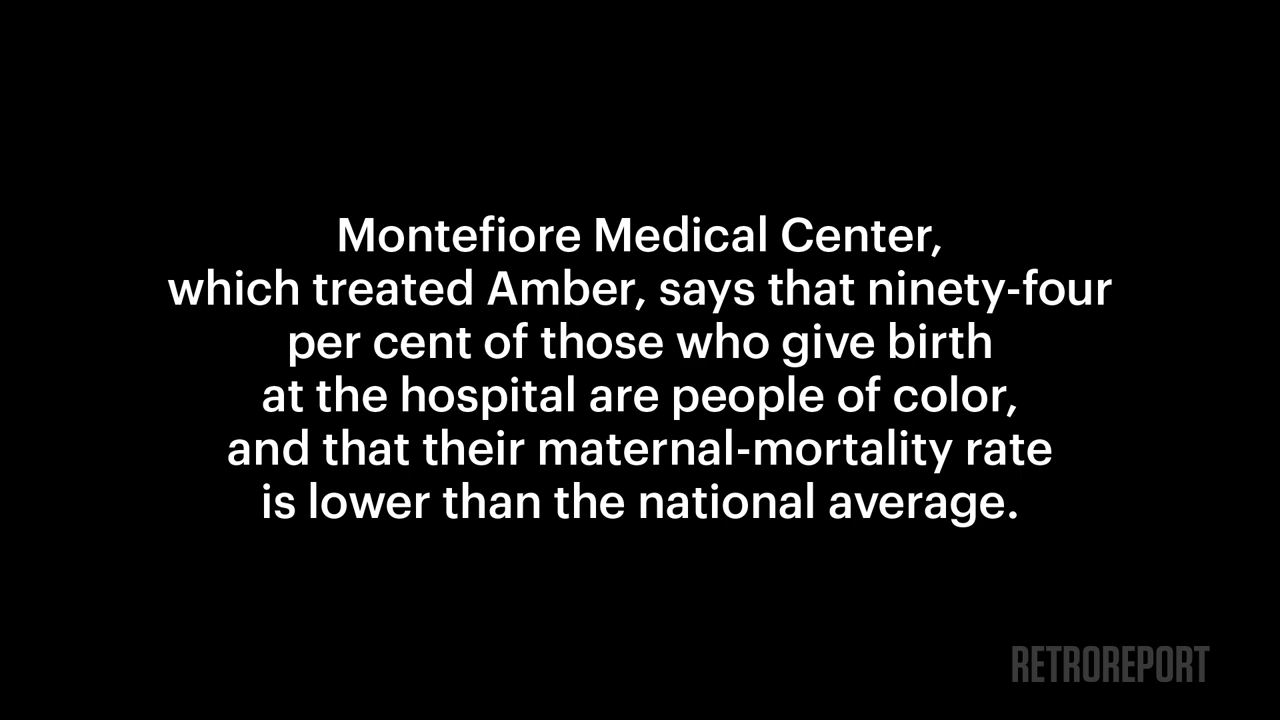 Montefiore Medical Center,
which treated Amber, says that ninety-four
per cent of those who give birth
at the hospital are people of color,
and that their maternal-mortality rate
is lower than the national average.
RETROREPORT